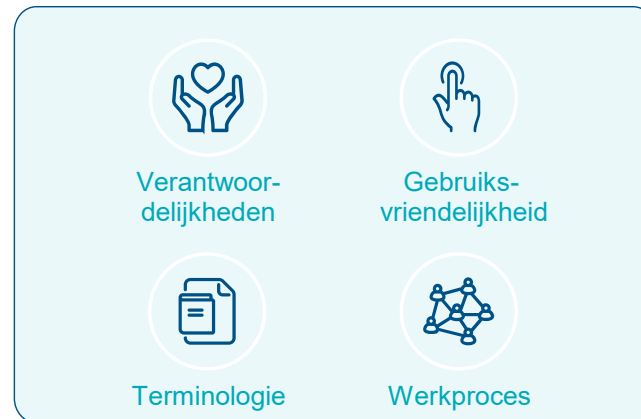 Verantwoor-
delijkheden
Gebruiks-
vriendelijkheid
Terminologie
Werkproces